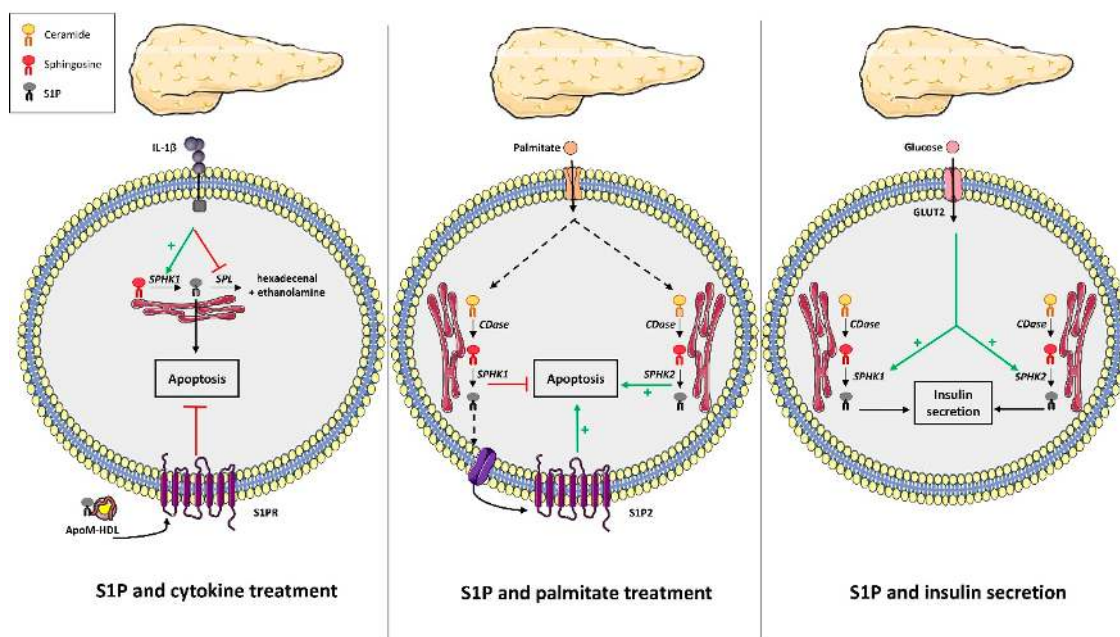 Ceramide
Sphingosine
S1P
IL-1β
+
SPHK1
SPL
hexadecenal
+ ethanolamine
Apoptosis
S1PR
ApoM-HDL
S1P and cytokine treatment
Palmitate
CDase
CDase
SPHK1
Apoptosis
+
SPHK2
+
S1P2
S1P and palmitate treatment
Glucose
GLUT2
CDase
CDase
+
+
SPHK1
SPHK2
Insulin
secretion
S1P and insulin secretion